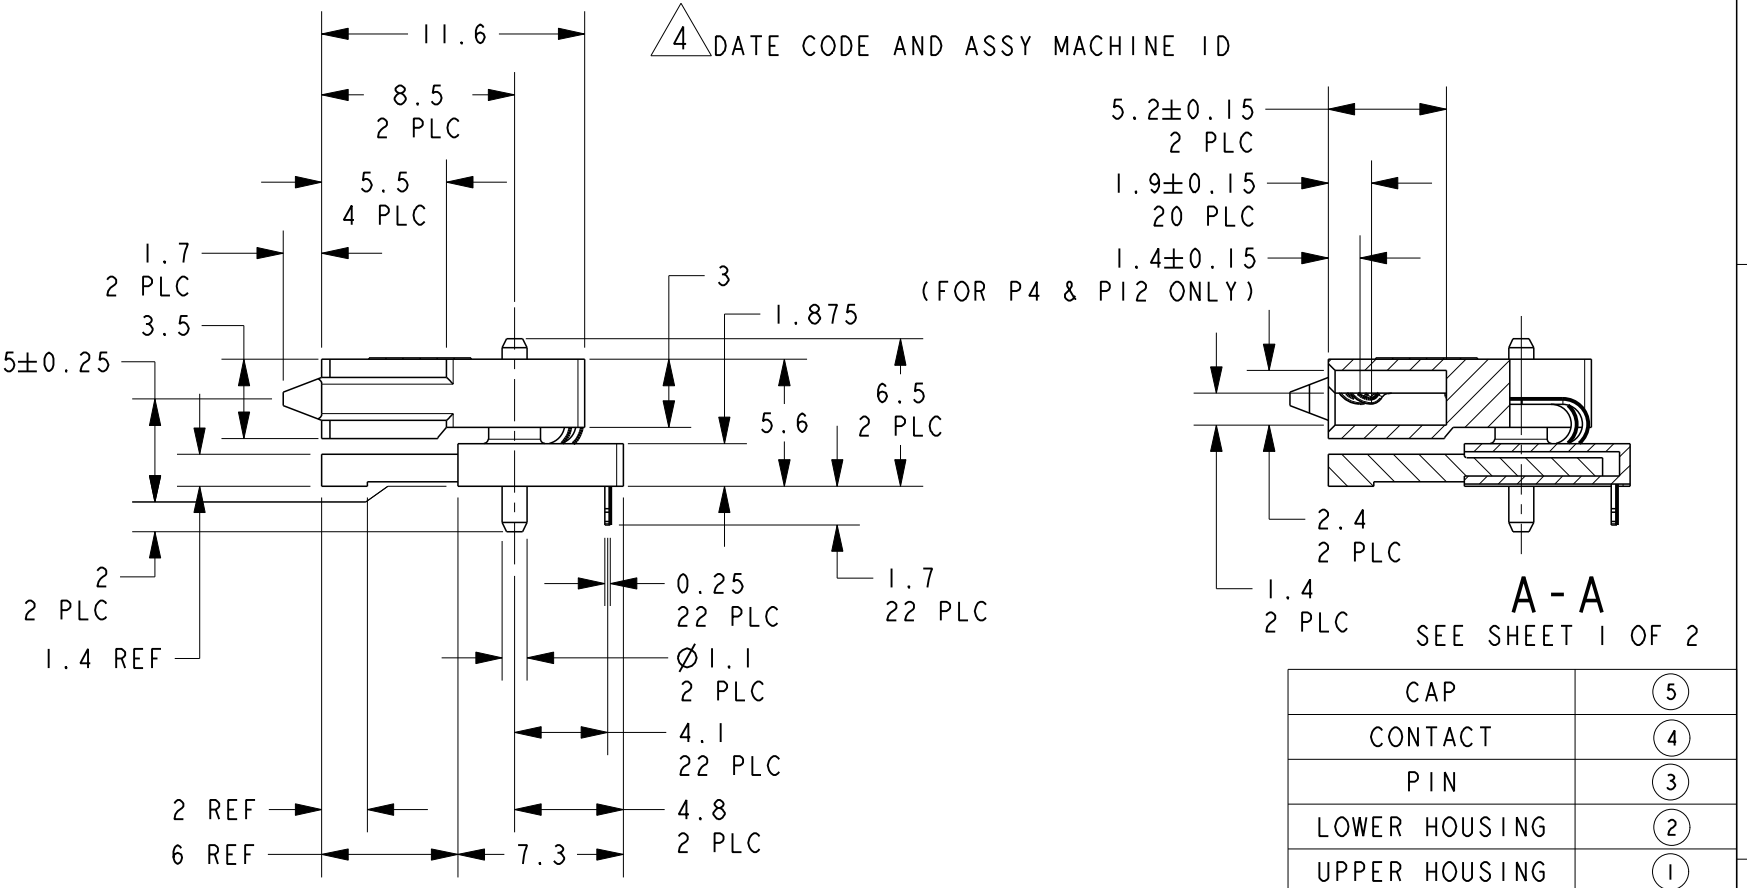 11.6
4 DATE CODE AND ASSY MACHINE ID
8.5
2 PLC
5.5
4 PLC
1.7
2 PLC
3.5
5±0.25
3
1.875
6.5
2 PLC
5.6
2
2 PLC
1.4 REF
0.25
22 PLC
1.7
22 PLC
Ø1.1
2 PLC
4.1
22 PLC
2 REF
4.8
2 PLC
6 REF
7.3
5.2±0.15
2 PLC
1.9±0.15
20 PLC
1.4±0.15
(FOR P4 & P12 ONLY)
2.4
2 PLC
1.4
2 PLC
A-A
SEE SHEET 1 OF 2
CAP 5
CONTACT 4
PIN 3
LOWER HOUSING 2
UPPER HOUSING 1